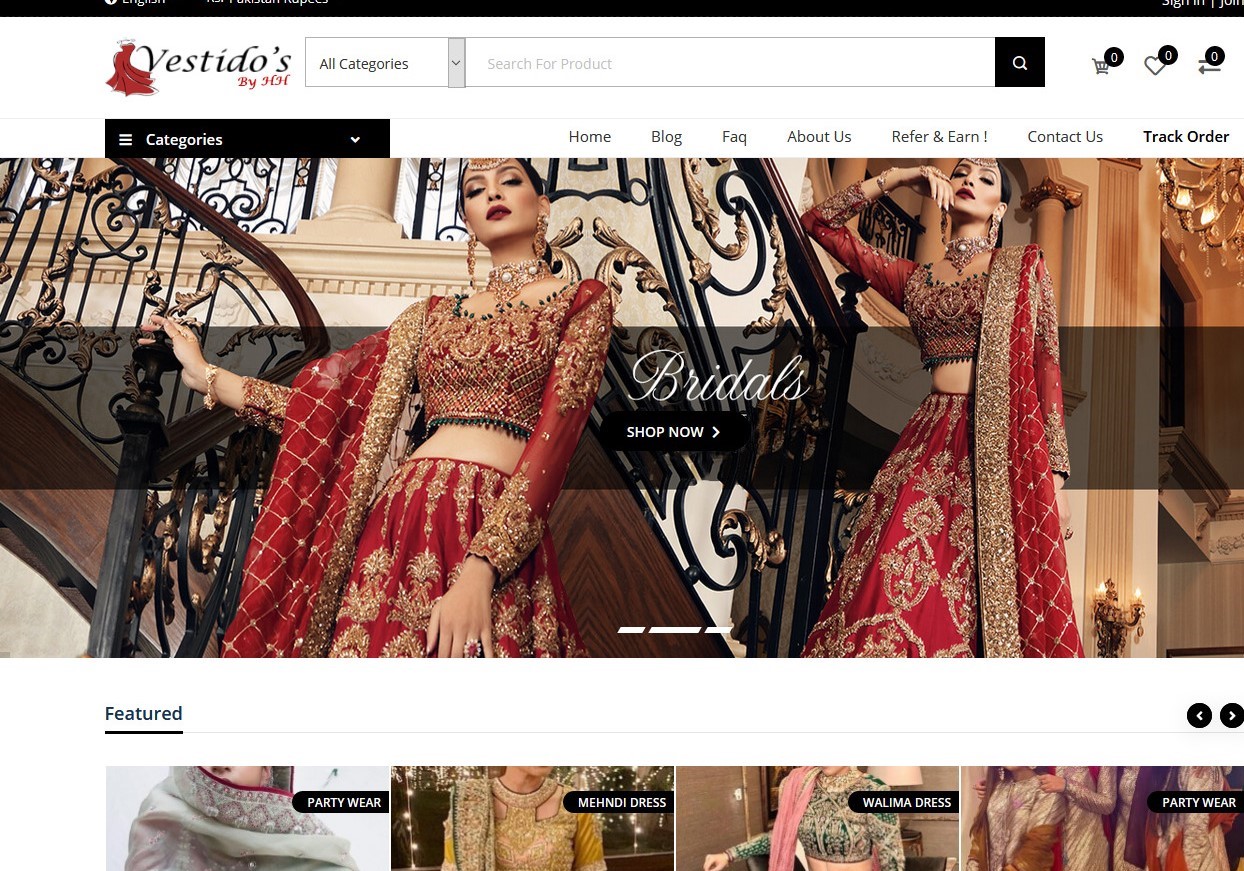 English Rs. Pakistan Rupees Sign In | Join
Vestido's
By HH
All Categories Search For Product 0 0 0
Categories Home Blog Faq About Us Refer & Earn ! Contact Us Track Order
Bridals
SHOP NOW
Featured
PARTY WEAR MEHNDI DRESS WALIMA DRESS PARTY WEAR